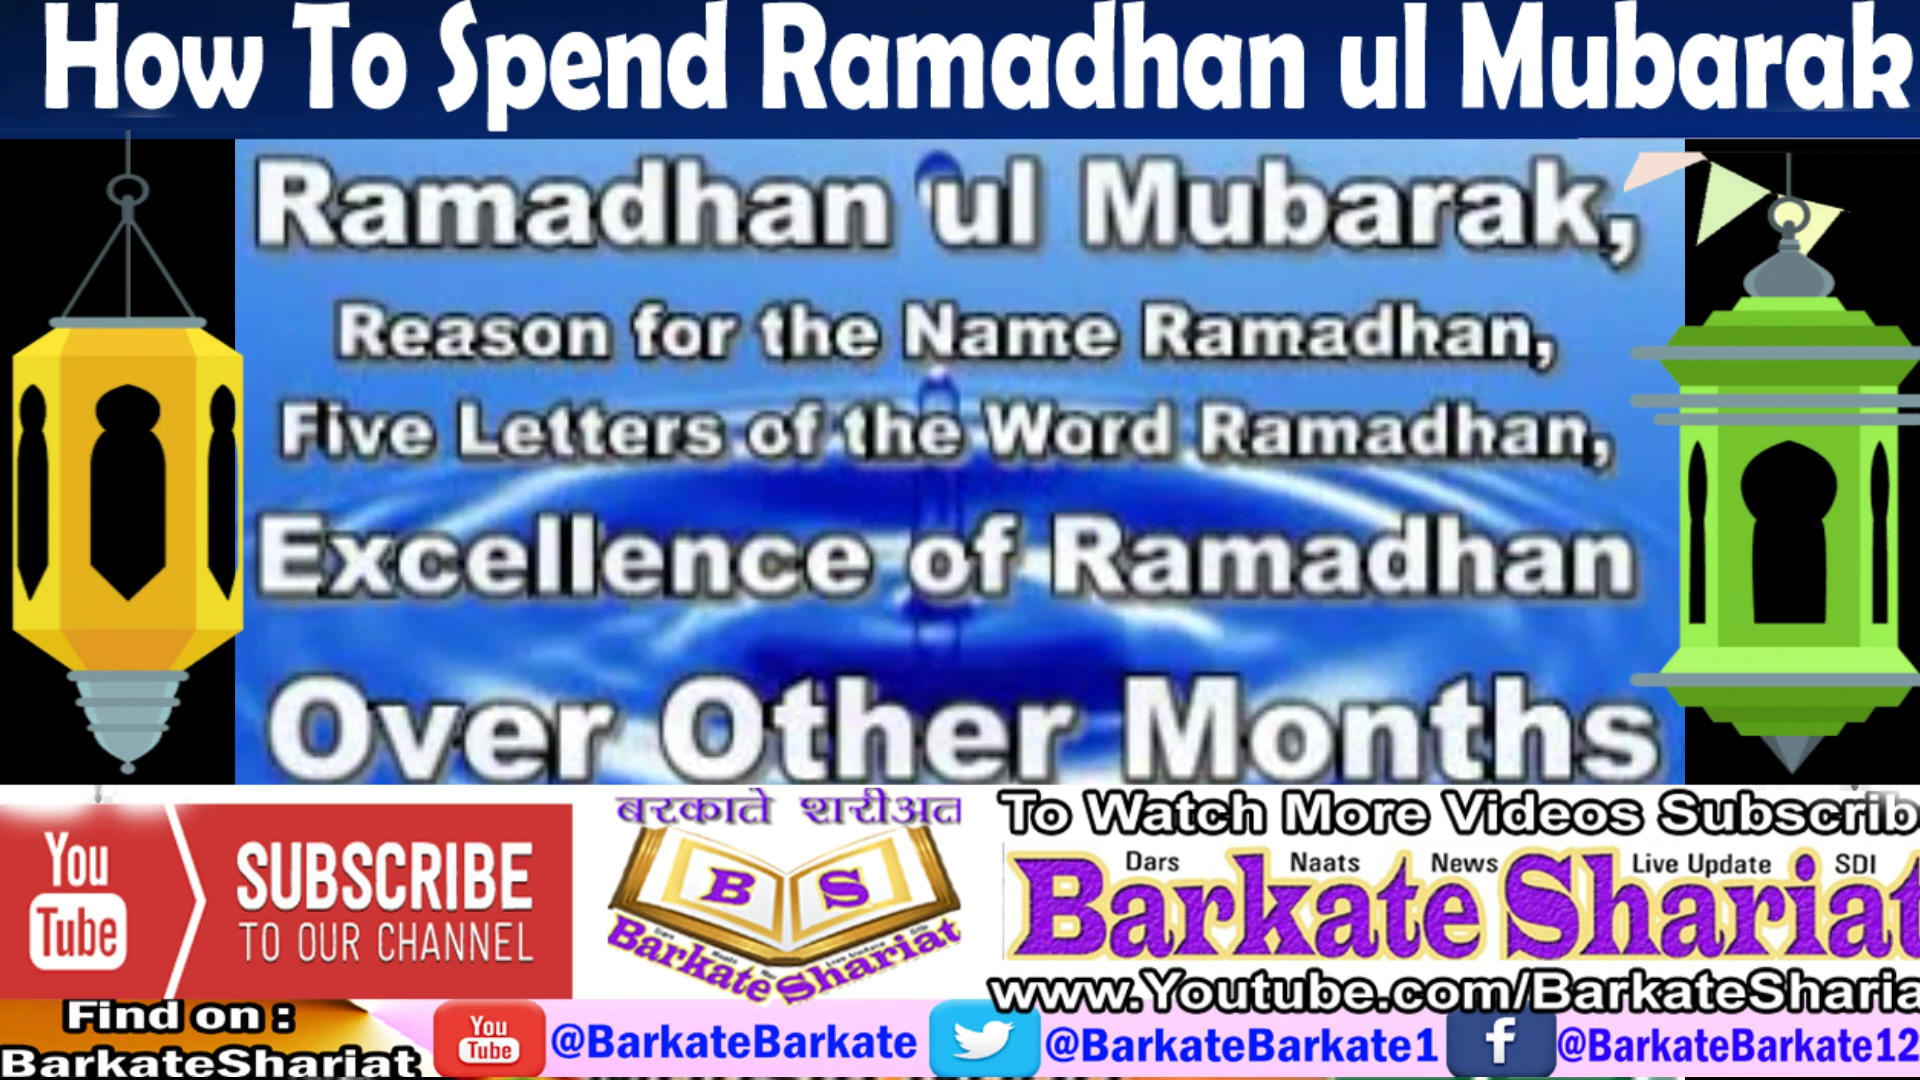 How To Spend Ramadhan ul Mubarak
Ramadhan ul Mubarak,
Reason for the Name Ramadhan,
Five Letters of the Word Ramadhan,
Excellence of Ramadhan
Over Other Months
You
Tube
SUBSCRIBE
TO OUR CHANNEL
बरकाते शरीअत
B S
Barkate Shariat
To Watch More Videos Subscrib
Dars Naats News Live Update SDI
Barkate Shariat
www.Youtube.com/BarkateSharia
Find on :
BarkateShariat
You
Tube
@BarkateBarkate
@BarkateBarkate1
f
@BarkateBarkate12